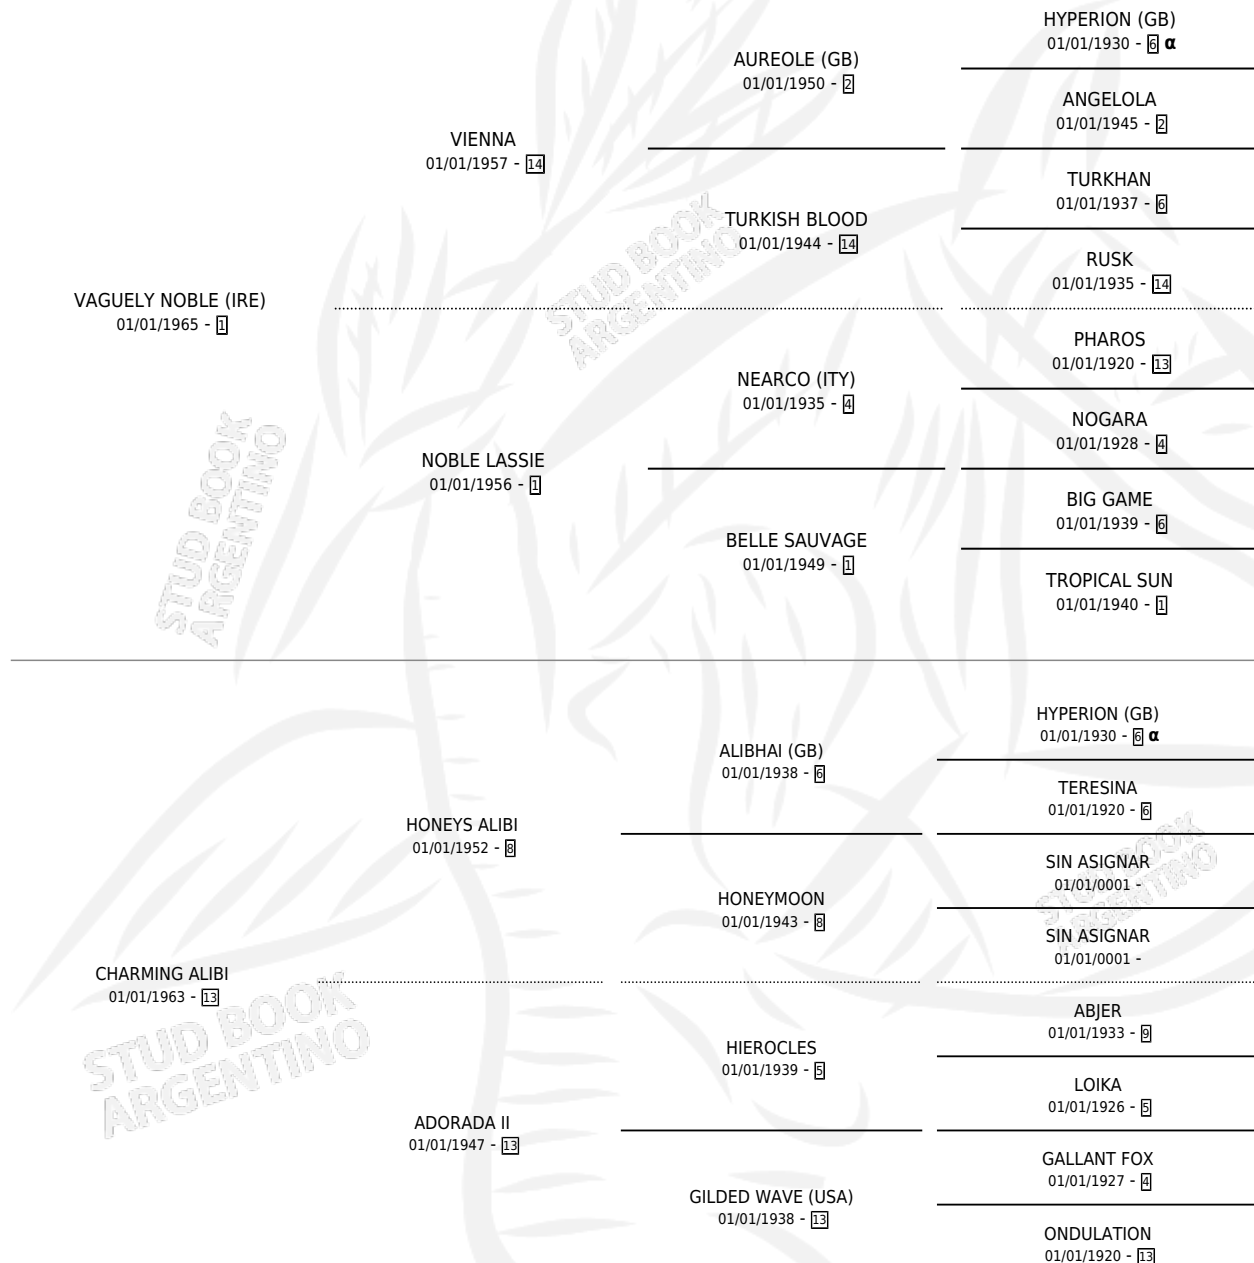 HYPERION (GB)
01/01/1930 - 6 α
AUREOLE (GB)
01/01/1950 - 2
ANGELOLA
01/01/1945 - 2
VIENNA
01/01/1957 - 14
TURKHAN
01/01/1937 - 6
TURKISH BLOOD
01/01/1944 - 14
RUSK
01/01/1935 - 14
VAGUELY NOBLE (IRE)
01/01/1965 - 1
PHAROS
01/01/1920 - 13
NEARCO (ITY)
01/01/1935 - 4
NOGARA
01/01/1928 - 4
NOBLE LASSIE
01/01/1956 - 1
BIG GAME
01/01/1939 - 6
BELLE SAUVAGE
01/01/1949 - 1
TROPICAL SUN
01/01/1940 - 1
HYPERION (GB)
01/01/1930 - 6 α
ALIBHAI (GB)
01/01/1938 - 6
TERESINA
01/01/1920 - 6
HONEYS ALIBI
01/01/1952 - 8
SIN ASIGNAR
01/01/0001 -
HONEYMOON
01/01/1943 - 8
SIN ASIGNAR
01/01/0001 -
CHARMING ALIBI
01/01/1963 - 13
ABJER
01/01/1933 - 9
HIEROCLES
01/01/1939 - 5
LOIKA
01/01/1926 - 5
ADORADA II
01/01/1947 - 13
GALLANT FOX
01/01/1927 - 4
GILDED WAVE (USA)
01/01/1938 - 13
ONDULATION
01/01/1920 - 13
STUD BOOK
ARGENTINO
STUD BOOK
ARGENTINO
STUD BOOK
ARGENTINO
STUD BOOK
ARGENTINO